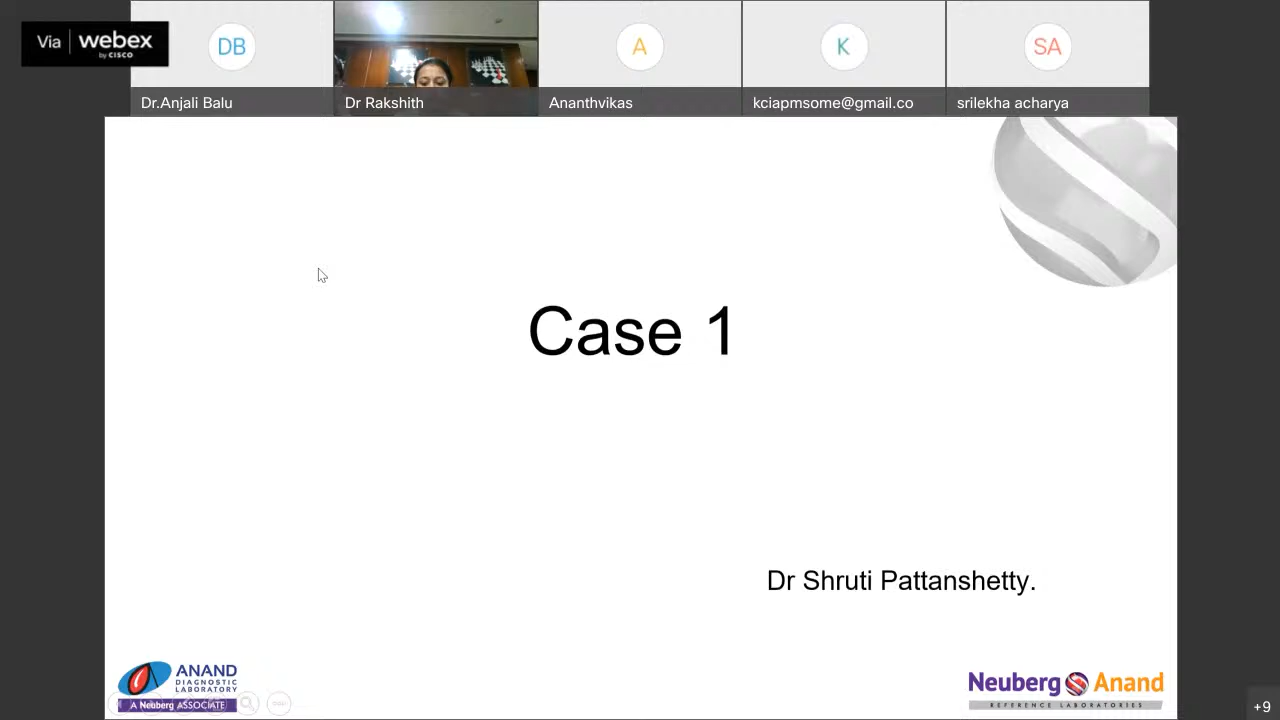 Via webex
by CISCO
DB
A
K
SA
Dr.Anjali Balu
Dr Rakshith
Ananthvikas
kciapmsome@gmail.co
srilekha acharya
Case 1
Dr Shruti Pattanshetty.
ANAND
DIAGNOSTIC
LABORATORY
A Neuberg ASSOCIATE
Neuberg Anand
REFERENCE LABORATORIES
+9